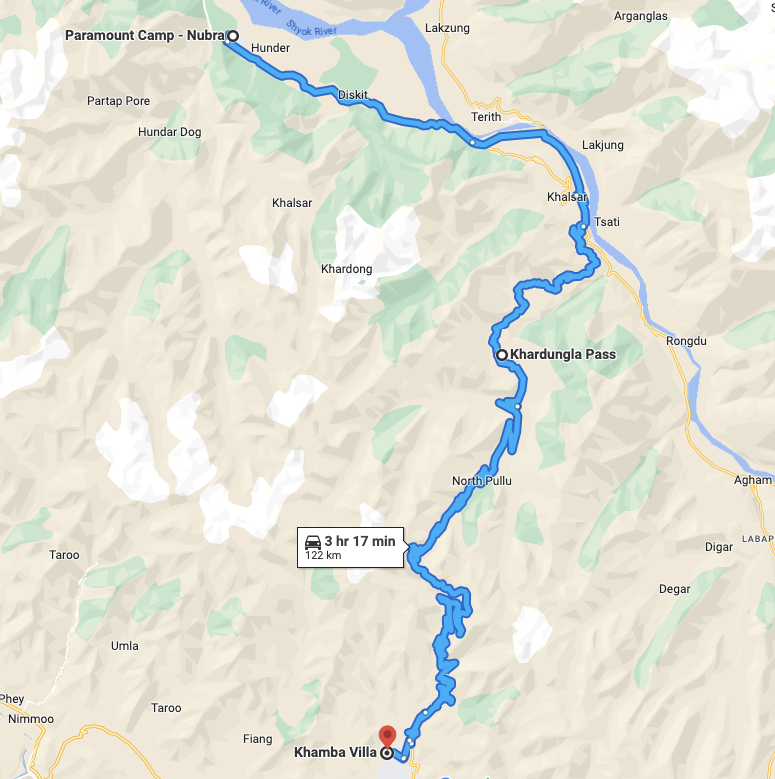 River
Shyok River
Arganglas
Lakzung
Paramount Camp - Nubra
Hunder
Diskit
Partap Pore
Terith
Hundar Dog
Lakjung
Khalsar
Khalsar
Tsati
Khardong
Rongdu
Khardungla Pass
North Pullu
Agham
3 hr 17 min
122 km
LABAP
Digar
Taroo
Degar
Umla
Phey
Taroo
Nimmoo
Fiang
Khamba Villa